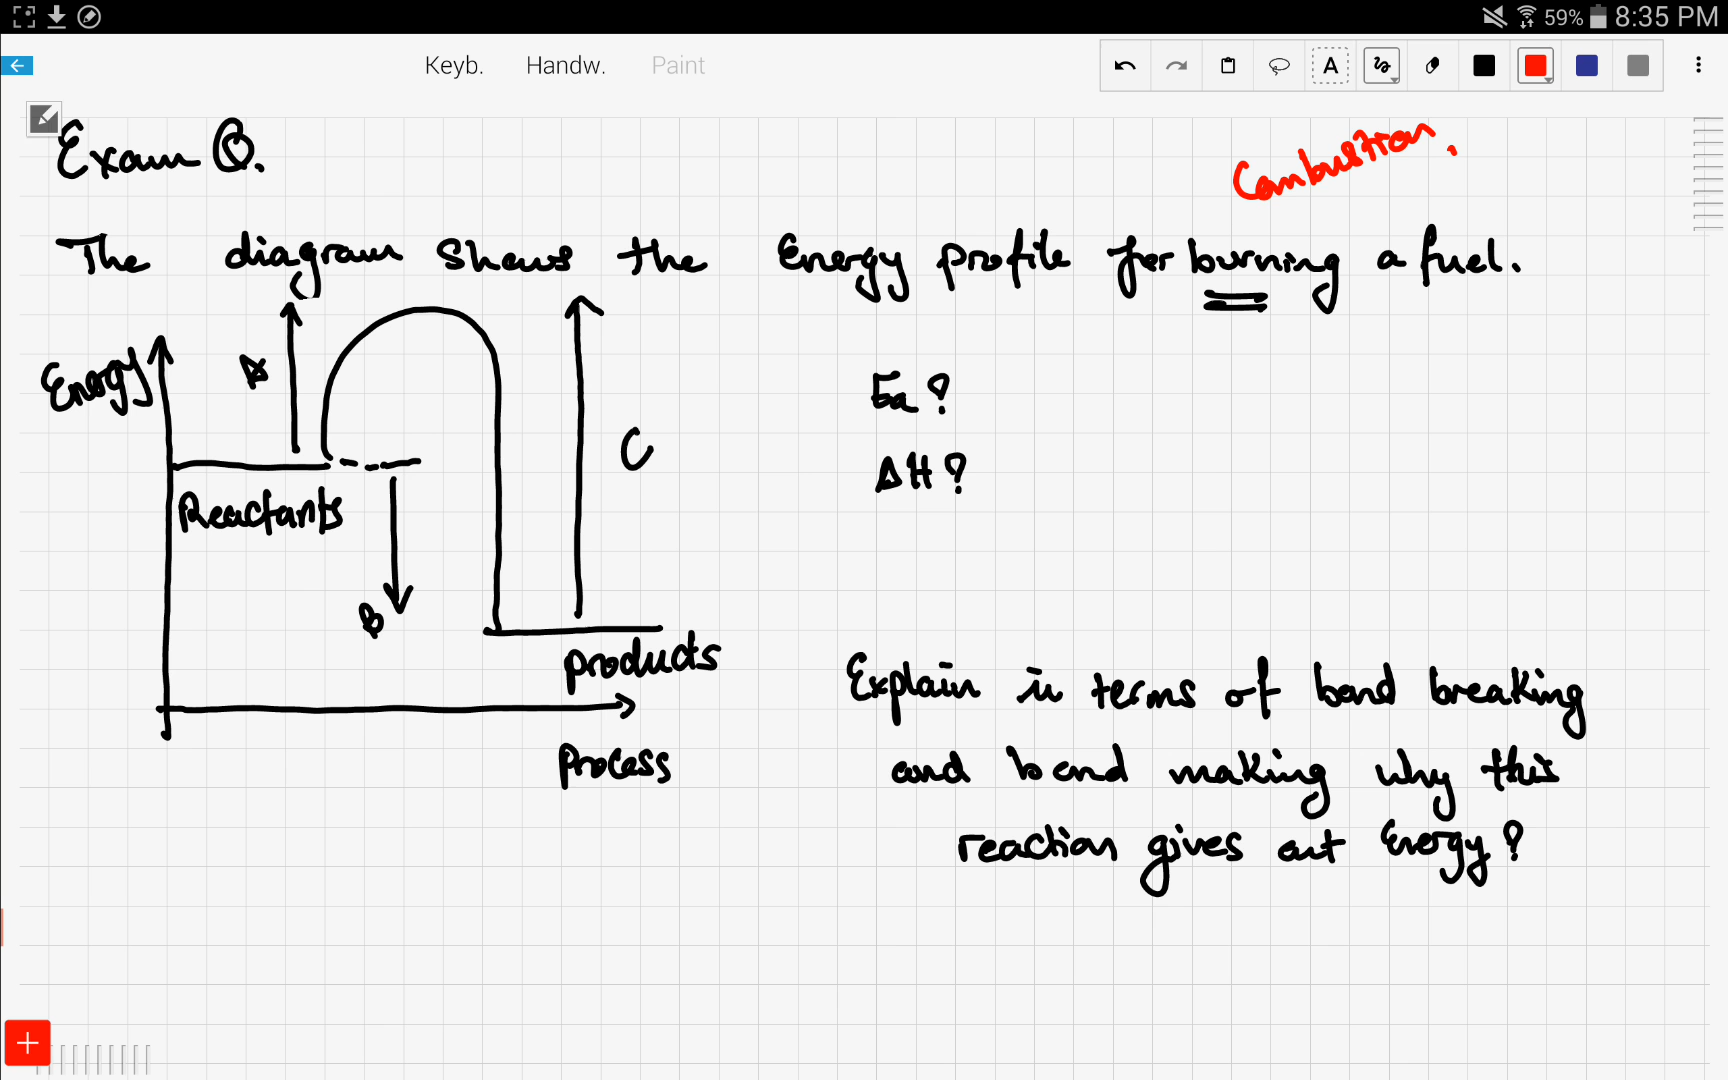 59% 8:35 PM
Keyb. Handw. Paint
A
Exam Q.
Combustion.
The diagram shows the Energy profile for burning a fuel.
Energy
A
Ea ?
C
ΔH ?
Reactants
B
products
Process
Explain in terms of bond breaking
and bond making why this
reaction gives out Energy ?